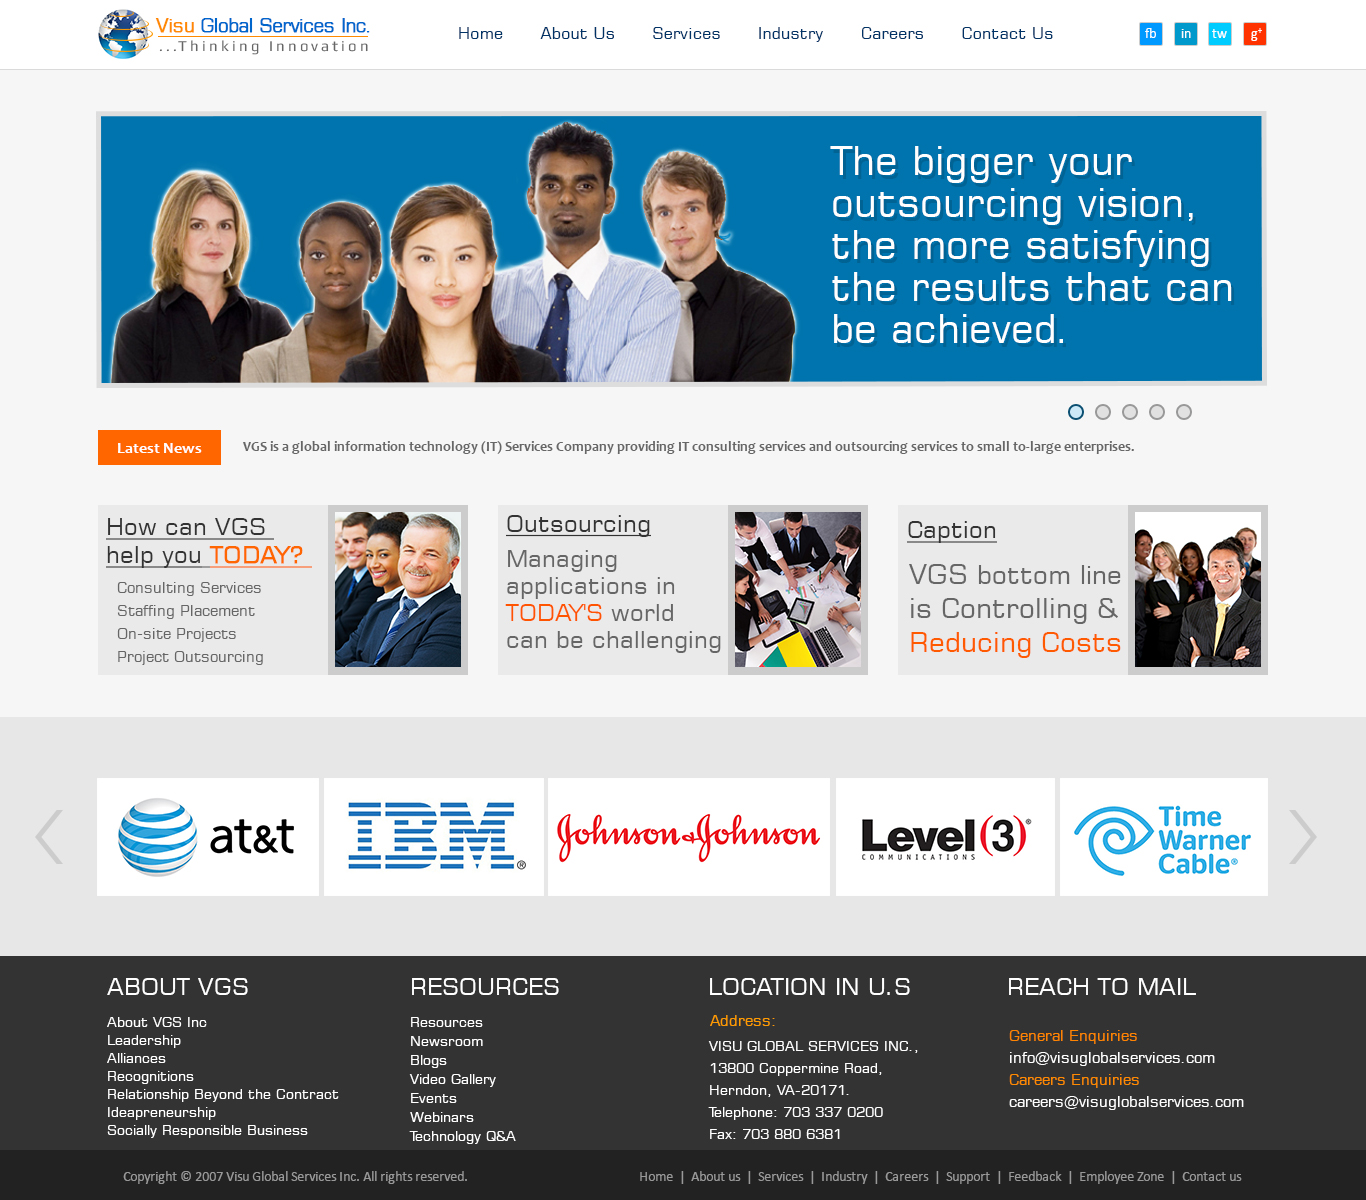 Visu Global Services Inc.
...Thinking Innovation
Home About Us Services Industry Careers Contact Us
fb in tw g+
The bigger your
outsourcing vision,
the more satisfying
the results that can
be achieved.
Latest News
VGS is a global information technology (IT) Services Company providing IT consulting services and outsourcing services to small to-large enterprises.
How can VGS
help you TODAY?
Consulting Services
Staffing Placement
On-site Projects
Project Outsourcing
Outsourcing
Managing
applications in
TODAY'S world
can be challenging
Caption
VGS bottom line
is Controlling &
Reducing Costs
at&t
IBM®
Johnson & Johnson
Level(3)®
COMMUNICATIONS
Time
Warner
Cable®
ABOUT VGS
About VGS Inc
Leadership
Alliances
Recognitions
Relationship Beyond the Contract
Ideapreneurship
Socially Responsible Business
RESOURCES
Resources
Newsroom
Blogs
Video Gallery
Events
Webinars
Technology Q&A
LOCATION IN U.S
Address:
VISU GLOBAL SERVICES INC.,
13800 Coppermine Road,
Herndon, VA-20171.
Telephone: 703 337 0200
Fax: 703 880 6381
REACH TO MAIL
General Enquiries
info@visuglobalservices.com
Careers Enquiries
careers@visuglobalservices.com
Copyright © 2007 Visu Global Services Inc. All rights reserved.
Home | About us | Services | Industry | Careers | Support | Feedback | Employee Zone | Contact us